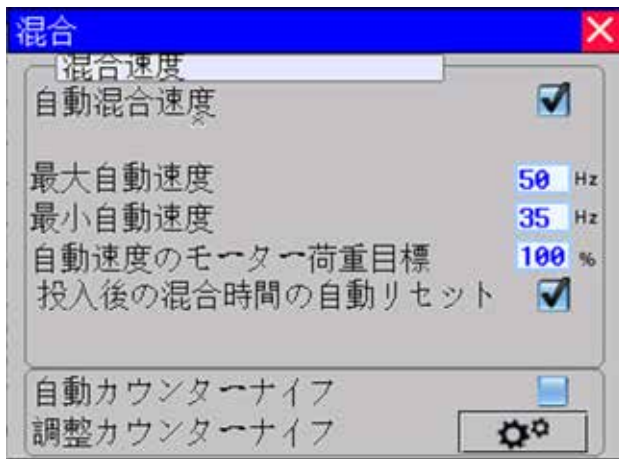 混合
混合速度
自動混合速度
最大自動速度 50 Hz
最小自動速度 35 Hz
自動速度のモーター荷重目標 100 %
投入後の混合時間の自動リセット
自動カウンターナイフ
調整カウンターナイフ